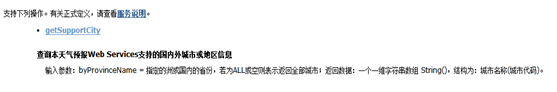 支持下列操作。有关正式定义，请查看服务说明。
getSupportCity
查询本天气预报Web Services支持的国内外城市或地区信息
输入参数：byProvinceName = 指定的洲或国内的省份，若为ALL或空则表示返回全部城市；返回数据：一个一维字符串数组 String()，结构为：城市名称(城市代码)。